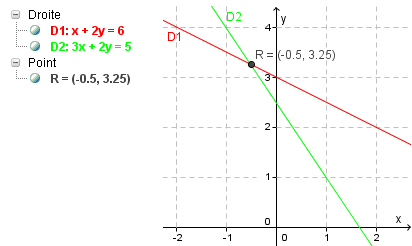 Droite
D1: x + 2y = 6
D2: 3x + 2y = 5
Point
R = (-0.5, 3.25)
D2
y
4
D1
R = (-0.5, 3.25)
3
2
1
0
x
-2
-1
0
1
2